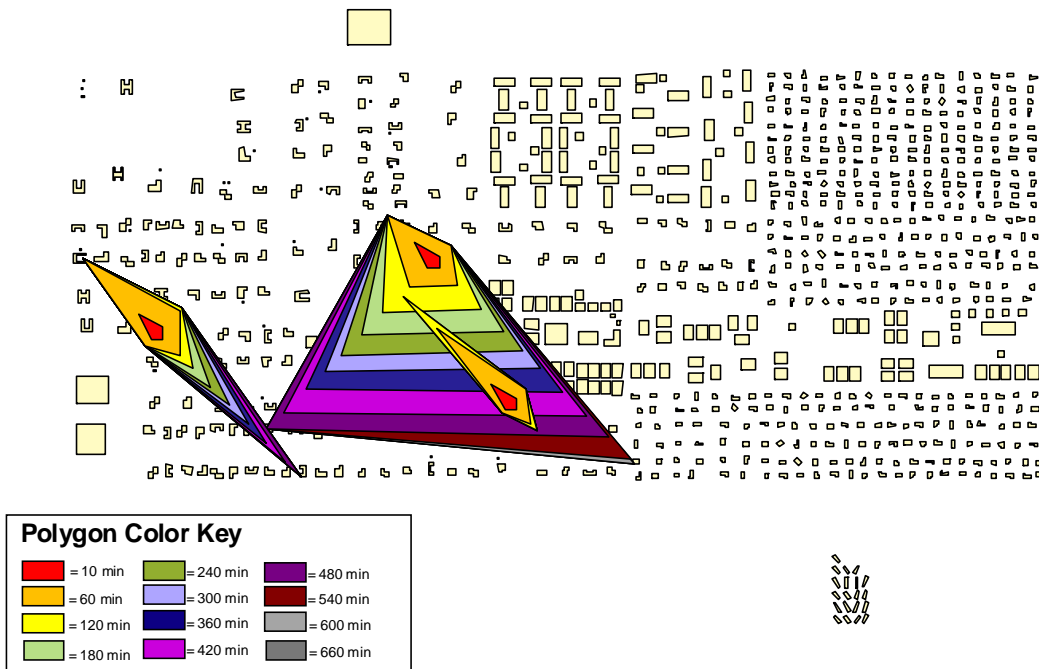 Polygon Color Key
= 10 min
= 60 min
= 120 min
= 180 min
= 240 min
= 300 min
= 360 min
= 420 min
= 480 min
= 540 min
= 600 min
= 660 min